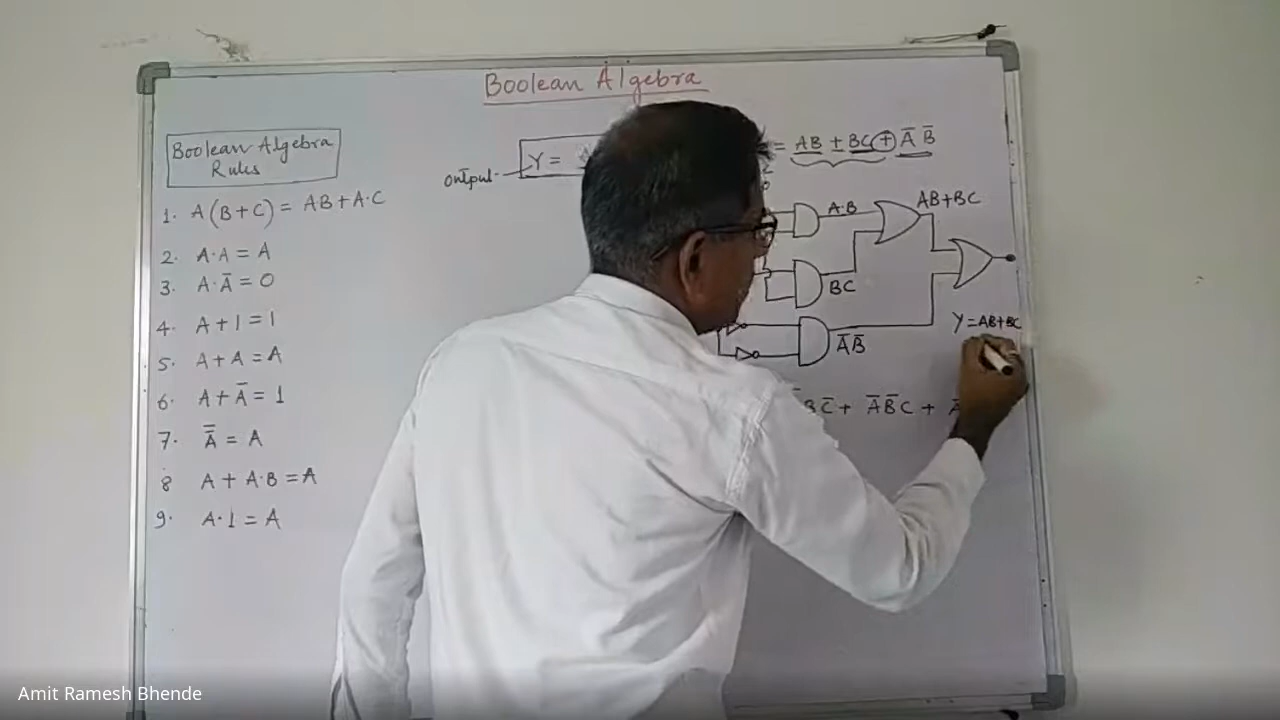 Boolean Algebra
Boolean Algebra
Rules
1. A(B+C) = AB+A·C
2. A·A = A
3. A·Ā = 0
4. A+1 = 1
5. A+A = A
6. A+Ā = 1
7. A̿ = A
8 A + A·B = A
9. A·1 = A
output
Y =
= AB + BC + Ā B̄
A·B
AB+BC
BC
ĀB̄
Y = AB+BC
BC̄ + ĀB̄C +
Amit Ramesh Bhende